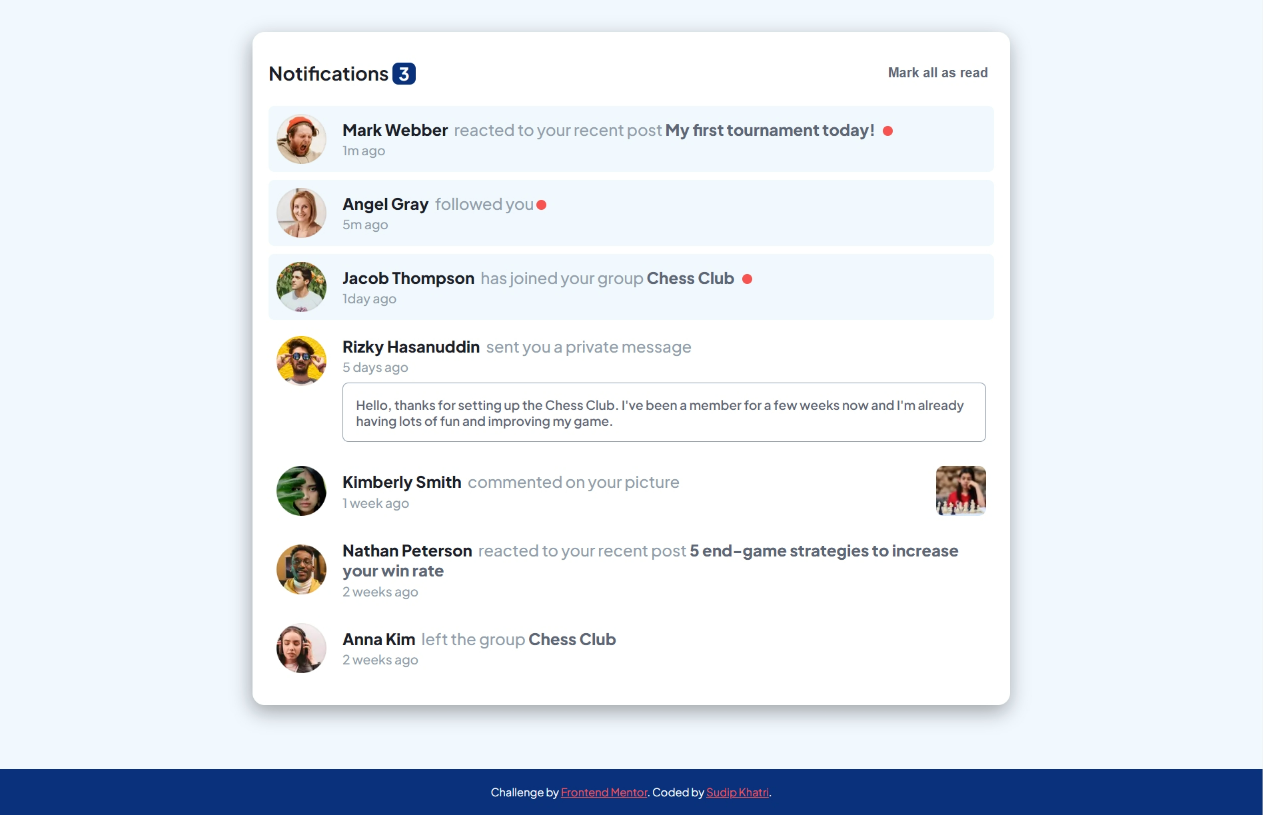 Notifications 3
Mark all as read
Mark Webber reacted to your recent post My first tournament today!
1m ago
Angel Gray followed you
5m ago
Jacob Thompson has joined your group Chess Club
1day ago
Rizky Hasanuddin sent you a private message
5 days ago
Hello, thanks for setting up the Chess Club. I've been a member for a few weeks now and I'm already
having lots of fun and improving my game.
Kimberly Smith commented on your picture
1 week ago
Nathan Peterson reacted to your recent post 5 end-game strategies to increase
your win rate
2 weeks ago
Anna Kim left the group Chess Club
2 weeks ago
Challenge by Frontend Mentor. Coded by Sudip Khatri.